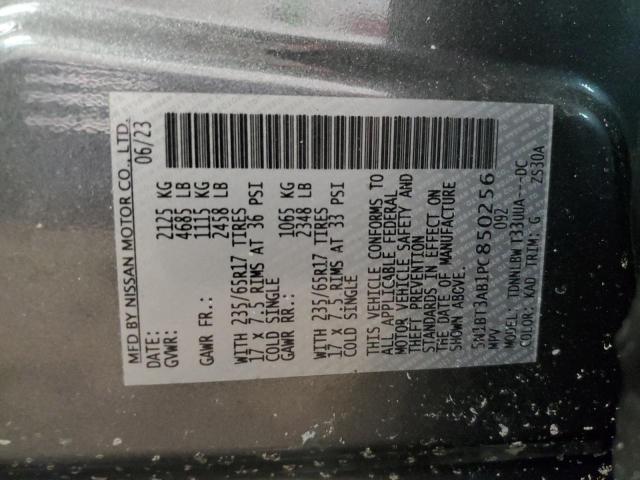 MFD BY NISSAN MOTOR CO., LTD.
DATE: 06/23
GVWR: 2125 KG
4685 LB
GAWR FR.: 1115 KG
2458 LB
WITH 235/65R17 TIRES
17 X 7.5 RIMS AT 36 PSI
COLD SINGLE
GAWR RR.: 1065 KG
2348 LB
WITH 235/65R17 TIRES
17 X 7.5 RIMS AT 33 PSI
COLD SINGLE
THIS VEHICLE CONFORMS TO
ALL APPLICABLE FEDERAL
MOTOR VEHICLE SAFETY AND
THEFT PREVENTION
STANDARDS IN EFFECT ON
THE DATE OF MANUFACTURE
SHOWN ABOVE.
5N1BT3AB1PC850256
MPV 092
MODEL: TDNNLBW T33UUA---DC
COLOR: KAD TRIM: G ZS30A